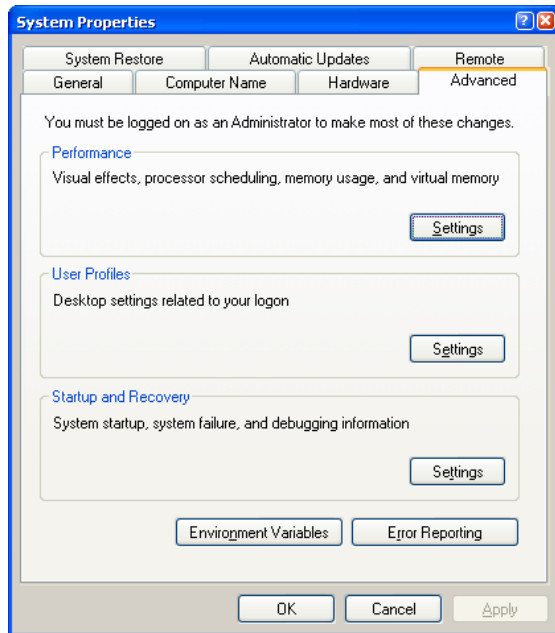 System Properties
System Restore Automatic Updates Remote
General Computer Name Hardware Advanced
You must be logged on as an Administrator to make most of these changes.
Performance
Visual effects, processor scheduling, memory usage, and virtual memory
Settings
User Profiles
Desktop settings related to your logon
Settings
Startup and Recovery
System startup, system failure, and debugging information
Settings
Environment Variables Error Reporting
OK Cancel Apply